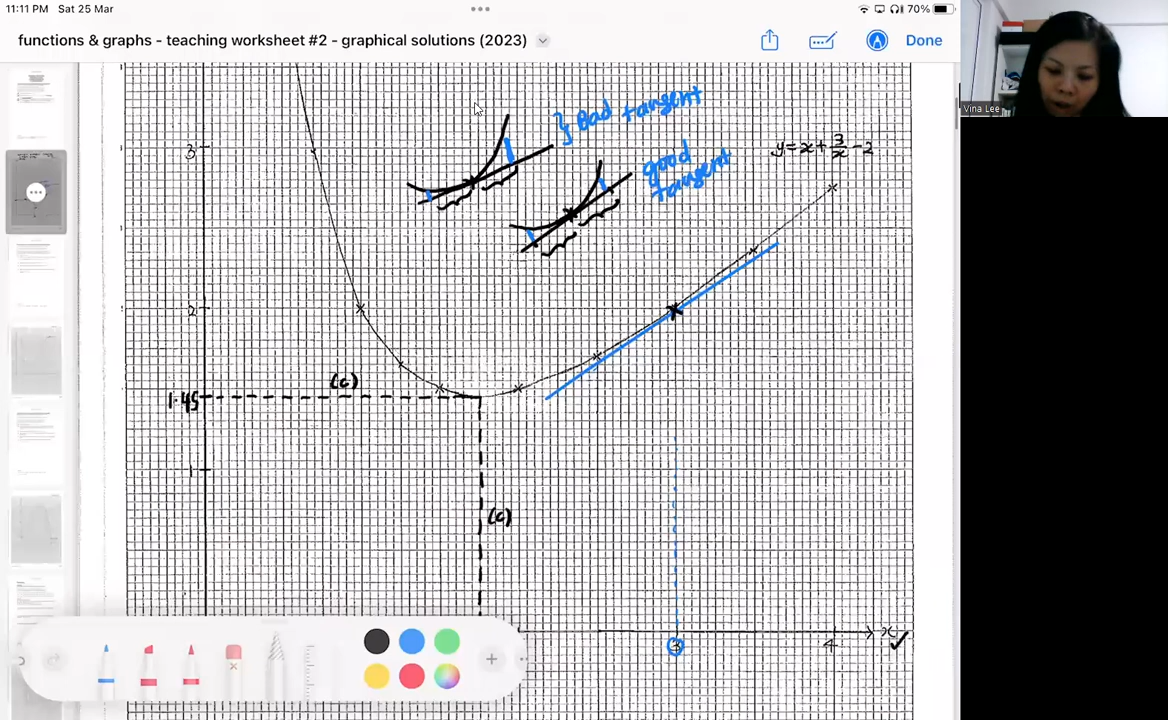 11:11 PM Sat 25 Mar
70%
functions & graphs - teaching worksheet #2 - graphical solutions (2023)
Done
Vina Lee
} Bad tangent
good
tangent
y = x + 3/x - 2
3
2
(c)
1.45
1
(c)
3
4
x